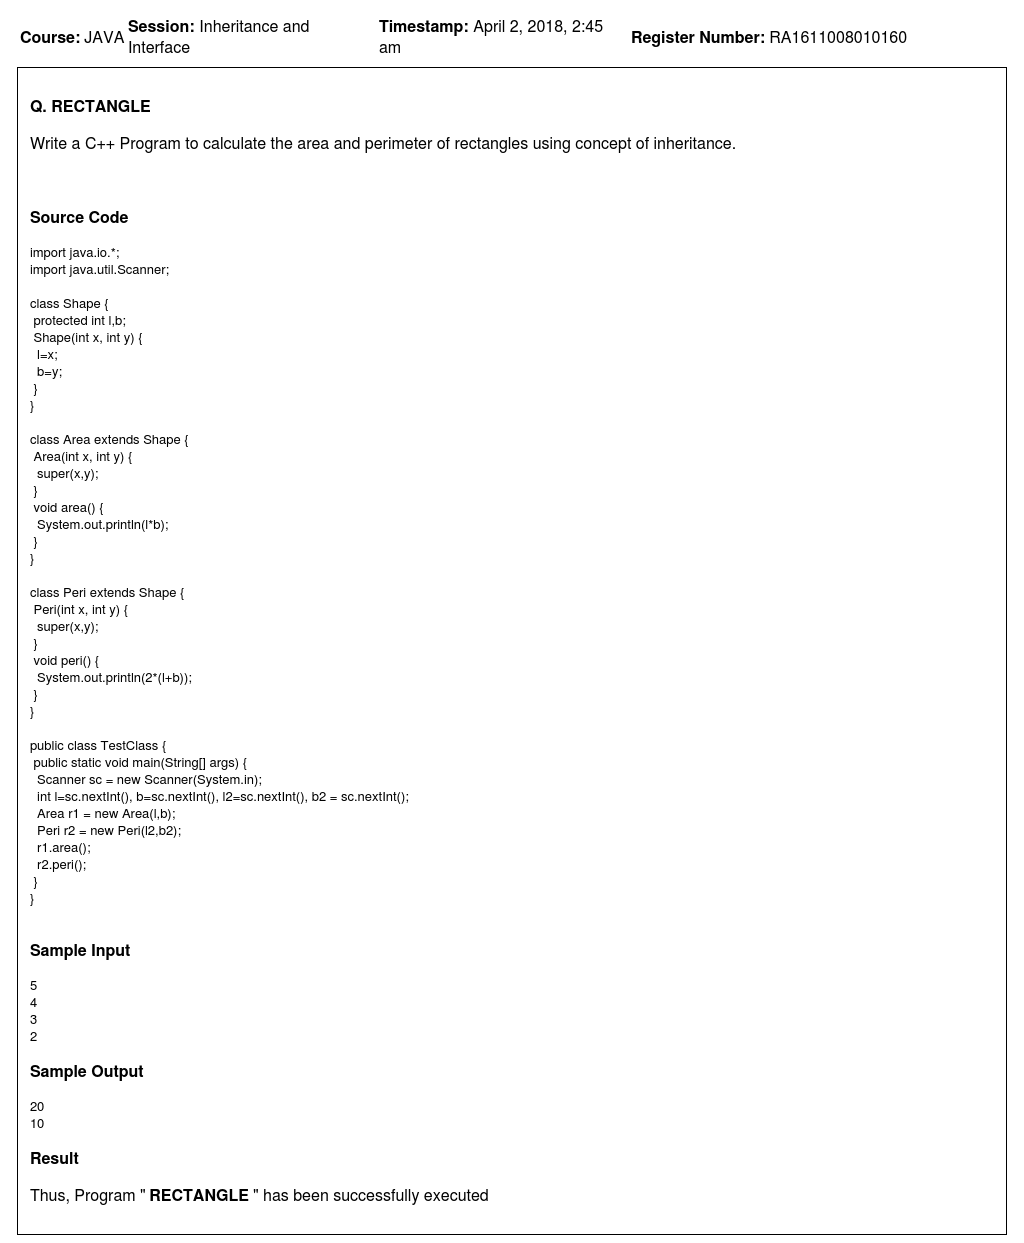 Course: JAVA Session: Inheritance and Interface Timestamp: April 2, 2018, 2:45 am Register Number: RA1611008010160
Q. RECTANGLE
Write a C++ Program to calculate the area and perimeter of rectangles using concept of inheritance.
Source Code
import java.io.*;
import java.util.Scanner;
class Shape {
protected int l,b;
Shape(int x, int y) {
l=x;
b=y;
}
}
class Area extends Shape {
Area(int x, int y) {
super(x,y);
}
void area() {
System.out.println(l*b);
}
}
class Peri extends Shape {
Peri(int x, int y) {
super(x,y);
}
void peri() {
System.out.println(2*(l+b));
}
}
public class TestClass {
public static void main(String[] args) {
Scanner sc = new Scanner(System.in);
int l=sc.nextInt(), b=sc.nextInt(), l2=sc.nextInt(), b2 = sc.nextInt();
Area r1 = new Area(l,b);
Peri r2 = new Peri(l2,b2);
r1.area();
r2.peri();
}
}
Sample Input
5
4
3
2
Sample Output
20
10
Result
Thus, Program " RECTANGLE " has been successfully executed